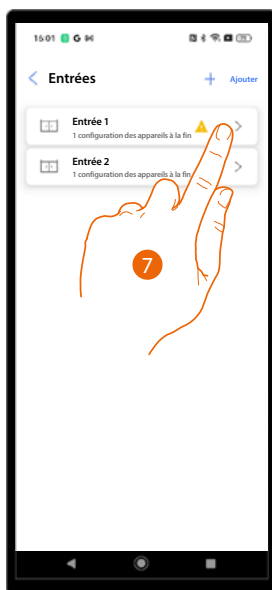 15:01
Entrées
Ajouter
Entrée 1
1 configuration des appareils à la fin
Entrée 2
1 configuration des appareils à la fin
7